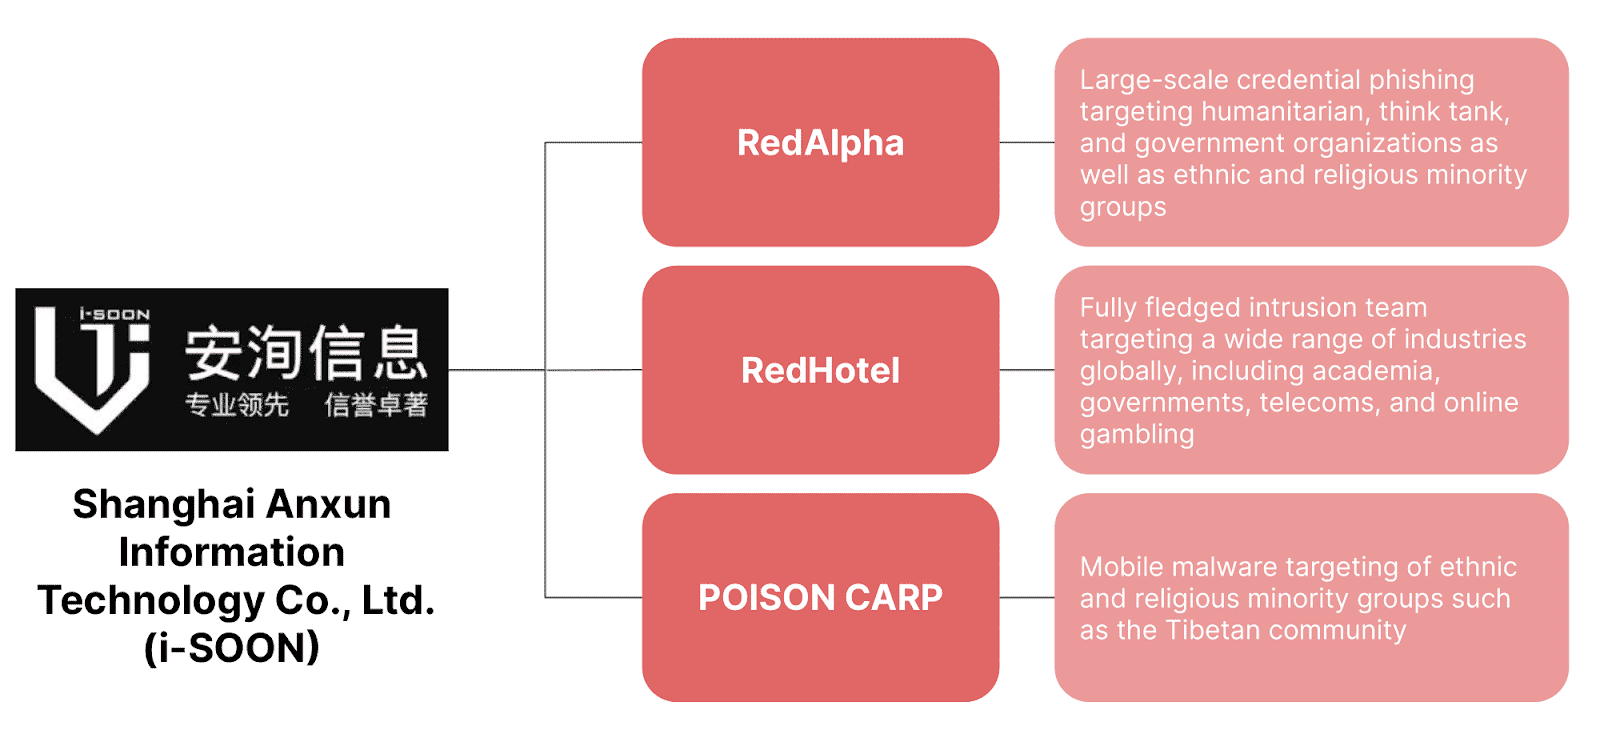 i-SOON
安洵信息
专业领先 信誉卓著
Shanghai Anxun
Information
Technology Co., Ltd.
(i-SOON)
RedAlpha
Large-scale credential phishing
targeting humanitarian, think tank,
and government organizations as
well as ethnic and religious minority
groups
RedHotel
Fully fledged intrusion team
targeting a wide range of industries
globally, including academia,
governments, telecoms, and online
gambling
POISON CARP
Mobile malware targeting of ethnic
and religious minority groups such
as the Tibetan community